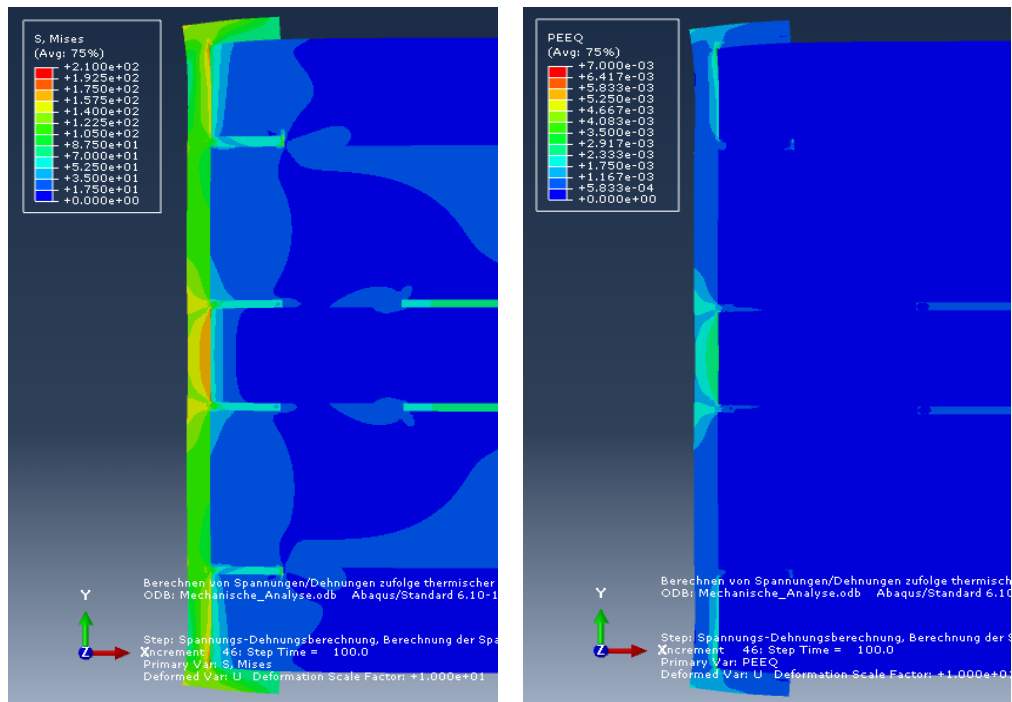 S, Mises
(Avg: 75%)
+2.100e+02
+1.925e+02
+1.750e+02
+1.575e+02
+1.400e+02
+1.225e+02
+1.050e+02
+8.750e+01
+7.000e+01
+5.250e+01
+3.500e+01
+1.750e+01
+0.000e+00
Y
Z
X
Berechnen von Spannungen/Dehnungen zufolge thermischer
ODB: Mechanische_Analyse.odb Abaqus/Standard 6.10-1
Step: Spannungs-Dehnungsberechnung, Berechnung der Spa
Increment 46: Step Time = 100.0
Primary Var: S, Mises
Deformed Var: U Deformation Scale Factor: +1.000e+01
PEEQ
(Avg: 75%)
+7.000e-03
+6.417e-03
+5.833e-03
+5.250e-03
+4.667e-03
+4.083e-03
+3.500e-03
+2.917e-03
+2.333e-03
+1.750e-03
+1.167e-03
+5.833e-04
+0.000e+00
Y
Z
X
Berechnen von Spannungen/Dehnungen zufolge thermisch
ODB: Mechanische_Analyse.odb Abaqus/Standard 6.10
Step: Spannungs-Dehnungsberechnung, Berechnung der S
Increment 46: Step Time = 100.0
Primary Var: PEEQ
Deformed Var: U Deformation Scale Factor: +1.000e+0